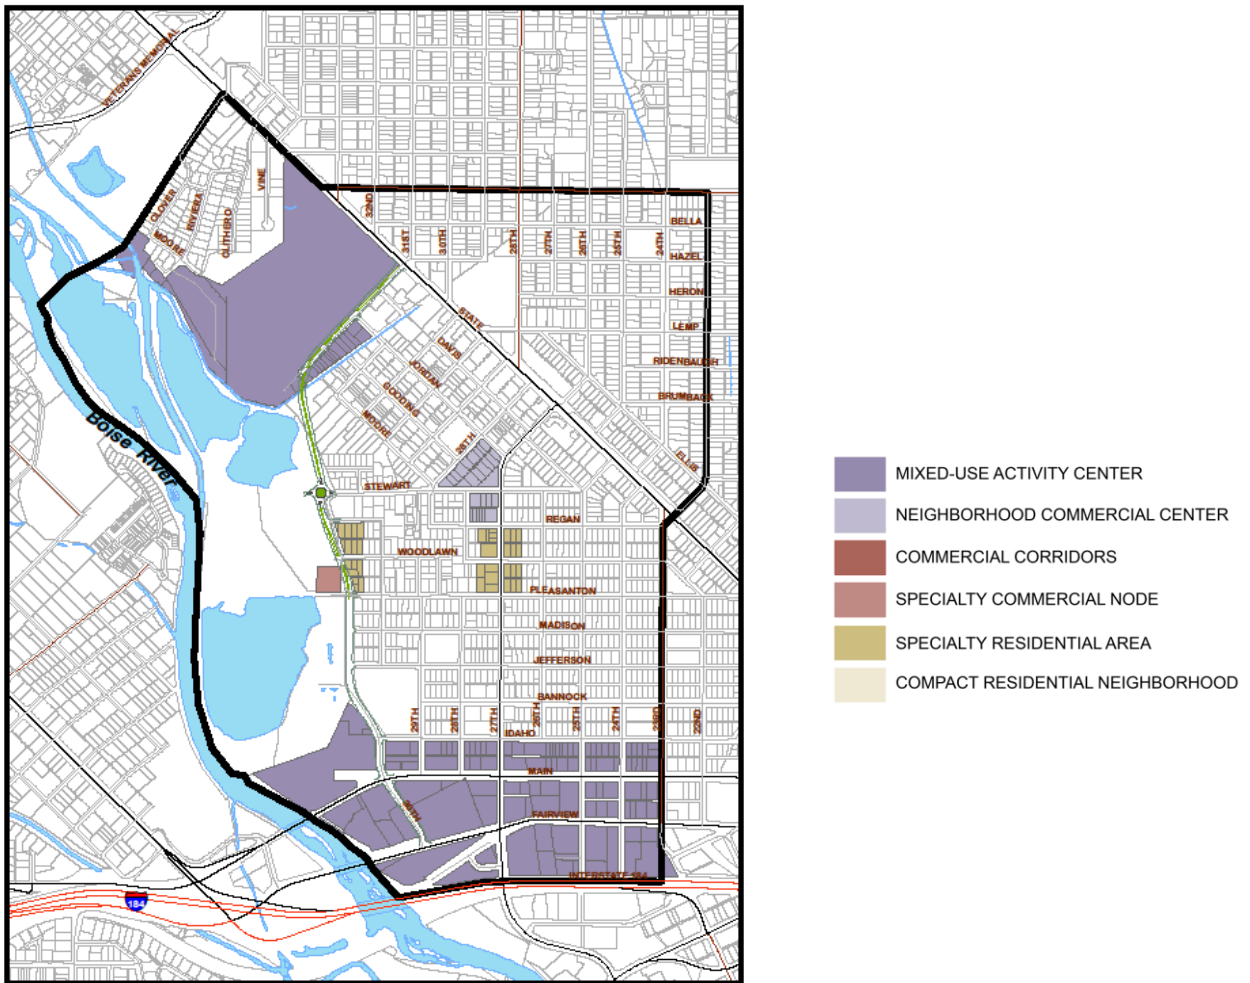 VETERANS MEMORIAL
VINE
CLOVER
RIVIERA
OLITHERO
MOORE
32ND
31ST
30TH
28TH
27TH
26TH
25TH
24TH
BELLA
HAZEL
HERON
LEMP
RIDENBAUGH
BRUMBACK
STATE
DAVIS
JORDAN
GOODING
MOORE
28TH
ELLIS
Boise River
STEWART
REGAN
WOODLAWN
PLEASANTON
MADISON
JEFFERSON
BANNOCK
29TH
28TH
27TH
26TH
25TH
24TH
23RD
22ND
IDAHO
MAIN
30TH
FAIRVIEW
INTERSTATE 184
184
MIXED-USE ACTIVITY CENTER
NEIGHBORHOOD COMMERCIAL CENTER
COMMERCIAL CORRIDORS
SPECIALTY COMMERCIAL NODE
SPECIALTY RESIDENTIAL AREA
COMPACT RESIDENTIAL NEIGHBORHOOD